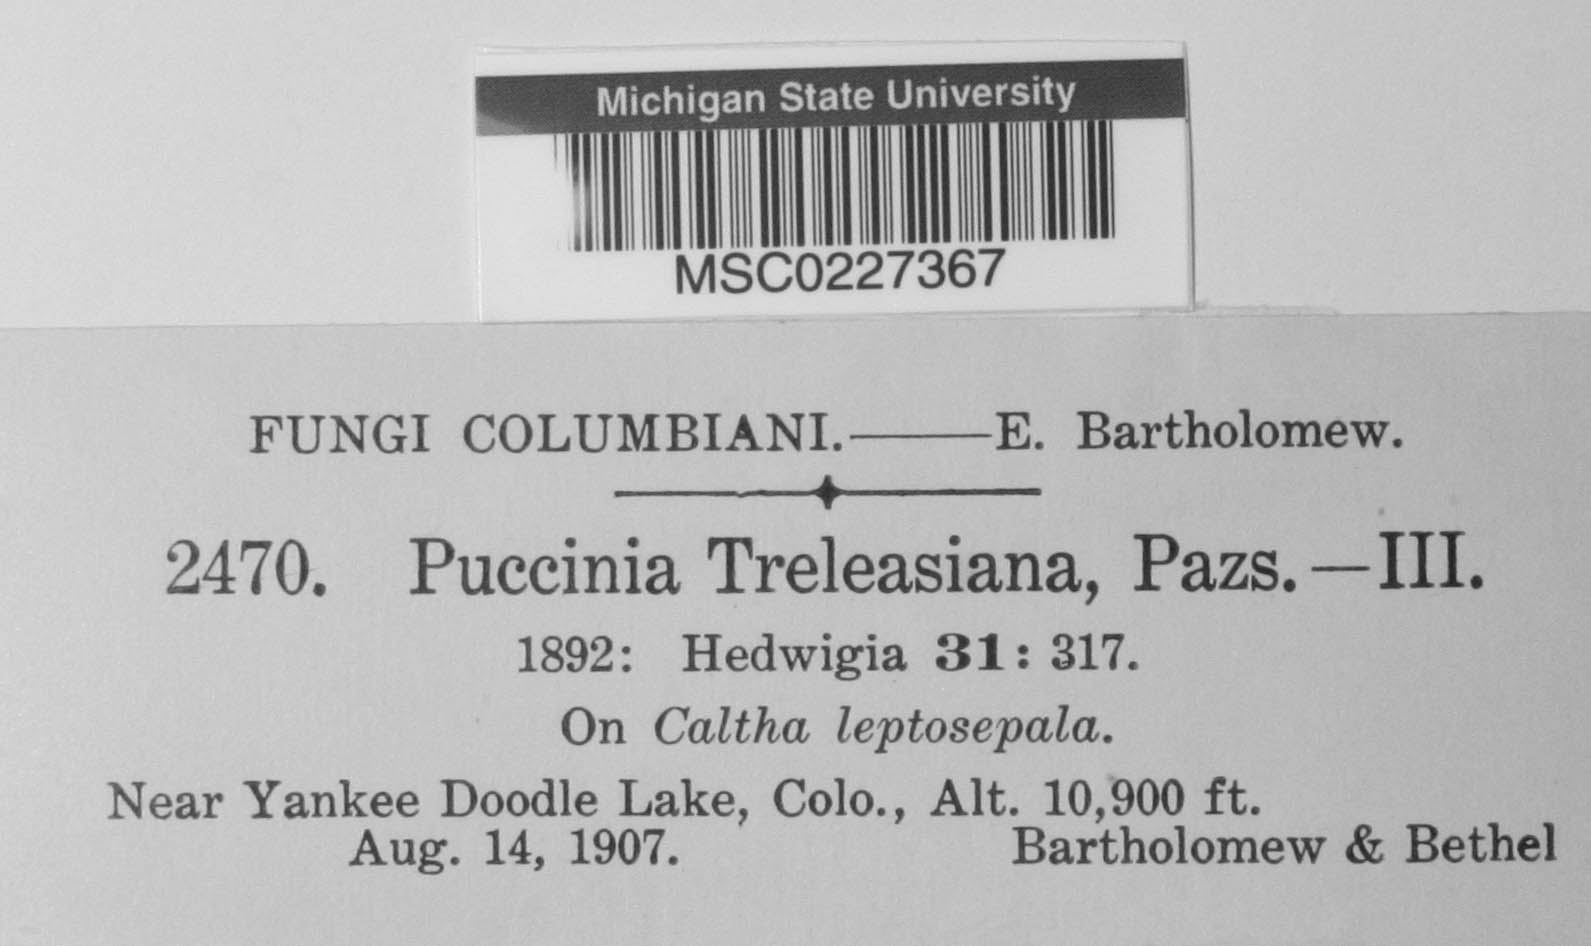 Michigan State University
MSC0227367
FUNGI COLUMBIANI.——E. Bartholomew.
2470. Puccinia Treleasiana, Pazs.—III.
1892: Hedwigia 31: 317.
On Caltha leptosepala.
Near Yankee Doodle Lake, Colo., Alt. 10,900 ft.
Aug. 14, 1907. Bartholomew & Bethel